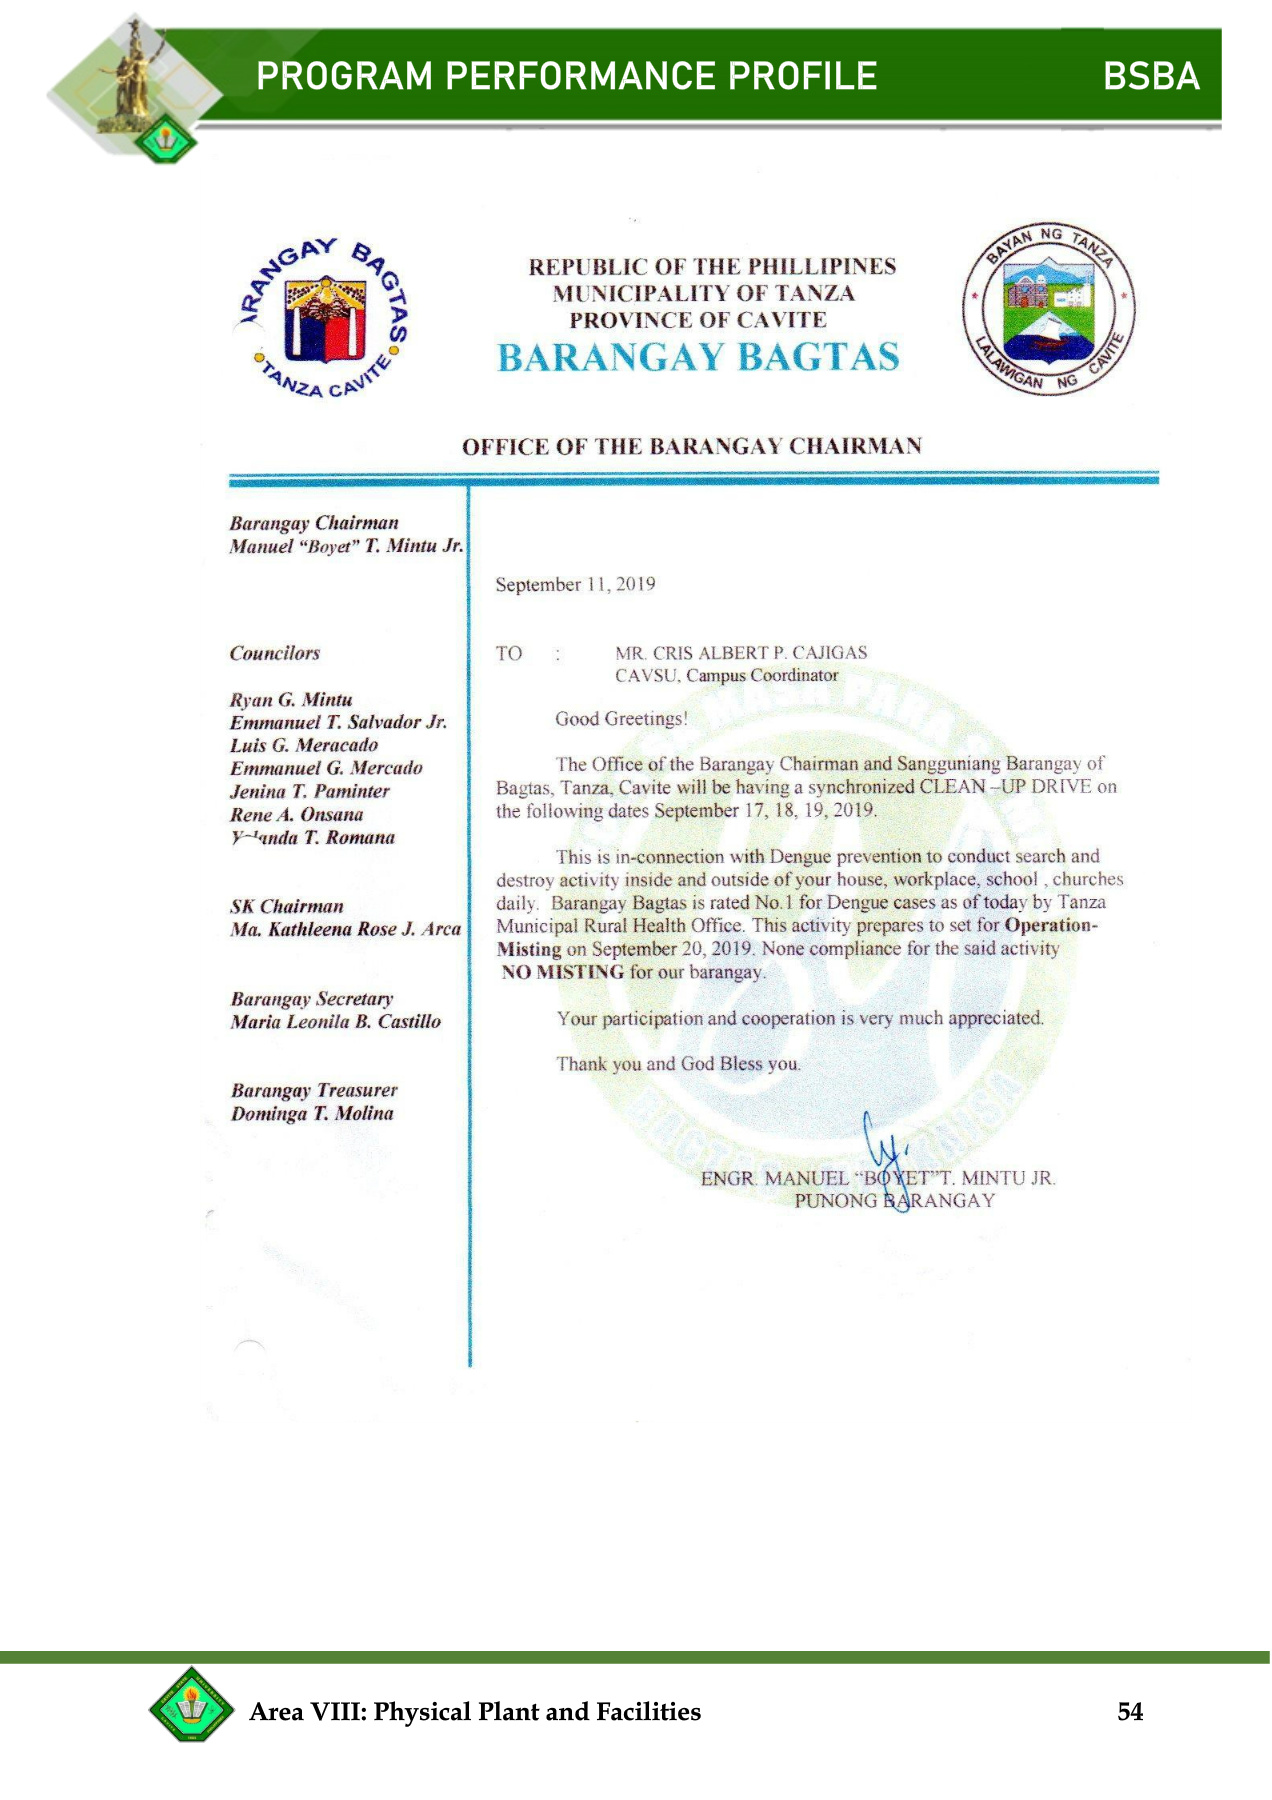 PROGRAM PERFORMANCE PROFILE BSBA
BARANGAY BAGTAS
TANZA CAVITE
REPUBLIC OF THE PHILLIPINES
MUNICIPALITY OF TANZA
PROVINCE OF CAVITE
BARANGAY BAGTAS
BAYAN NG TANZA
LALAWIGAN NG CAVITE
OFFICE OF THE BARANGAY CHAIRMAN
Barangay Chairman
Manuel “Boyet” T. Mintu Jr.
Councilors
Ryan G. Mintu
Emmanuel T. Salvador Jr.
Luis G. Meracado
Emmanuel G. Mercado
Jenina T. Paminter
Rene A. Onsana
T. Romana
SK Chairman
Ma. Kathleena Rose J. Arca
Barangay Secretary
Maria Leonila B. Castillo
Barangay Treasurer
Dominga T. Molina
September 11, 2019
TO : MR. CRIS ALBERT P. CAJIGAS
CAVSU, Campus Coordinator
Good Greetings!
The Office of the Barangay Chairman and Sangguniang Barangay of
Bagtas, Tanza, Cavite will be having a synchronized CLEAN –UP DRIVE on
the following dates September 17, 18, 19, 2019.
This is in-connection with Dengue prevention to conduct search and
destroy activity inside and outside of your house, workplace, school , churches
daily. Barangay Bagtas is rated No.1 for Dengue cases as of today by Tanza
Municipal Rural Health Office. This activity prepares to set for Operation-
Misting on September 20, 2019. None compliance for the said activity
NO MISTING for our barangay.
Your participation and cooperation is very much appreciated.
Thank you and God Bless you.
ENGR. MANUEL “BOYET”T. MINTU JR.
PUNONG BARANGAY
Area VIII: Physical Plant and Facilities 54